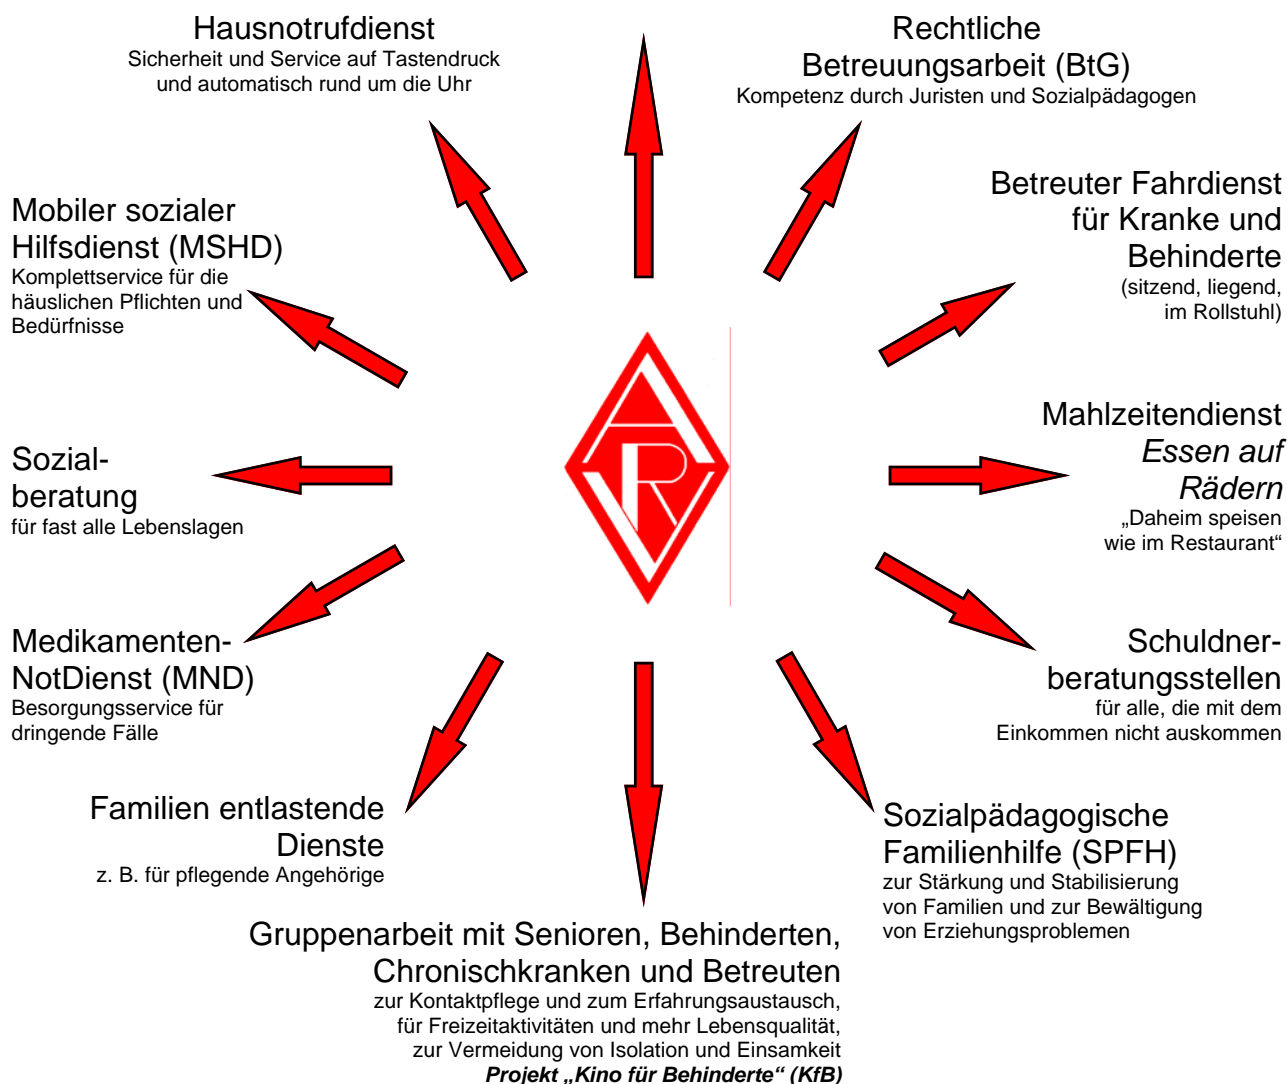 Hausnotrufdienst
Sicherheit und Service auf Tastendruck
und automatisch rund um die Uhr
Rechtliche
Betreuungsarbeit (BtG)
Kompetenz durch Juristen und Sozialpädagogen
Mobiler sozialer
Hilfsdienst (MSHD)
Komplettservice für die
häuslichen Pflichten und
Bedürfnisse
Betreuter Fahrdienst
für Kranke und
Behinderte
(sitzend, liegend,
im Rollstuhl)
Sozial-
beratung
für fast alle Lebenslagen
Mahlzeitendienst
Essen auf
Rädern
„Daheim speisen
wie im Restaurant“
Medikamenten-
NotDienst (MND)
Besorgungsservice für
dringende Fälle
Schuldner-
beratungsstellen
für alle, die mit dem
Einkommen nicht auskommen
Familien entlastende
Dienste
z. B. für pflegende Angehörige
Sozialpädagogische
Familienhilfe (SPFH)
zur Stärkung und Stabilisierung
von Familien und zur Bewältigung
von Erziehungsproblemen
Gruppenarbeit mit Senioren, Behinderten,
Chronischkranken und Betreuten
zur Kontaktpflege und zum Erfahrungsaustausch,
für Freizeitaktivitäten und mehr Lebensqualität,
zur Vermeidung von Isolation und Einsamkeit
Projekt „Kino für Behinderte“ (KfB)